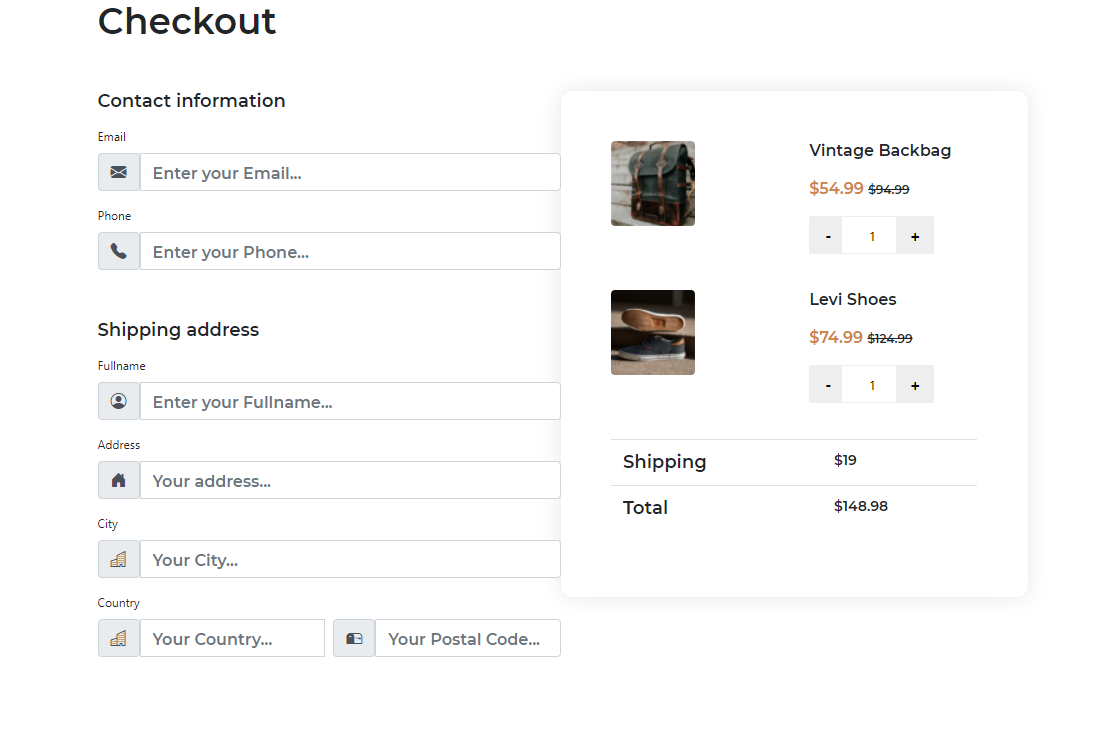 Checkout
Contact information
Email
Enter your Email...
Phone
Enter your Phone...
Shipping address
Fullname
Enter your Fullname...
Address
Your address...
City
Your City...
Country
Your Country... Your Postal Code...
Vintage Backbag
$54.99 $94.99
- 1 +
Levi Shoes
$74.99 $124.99
- 1 +
Shipping $19
Total $148.98